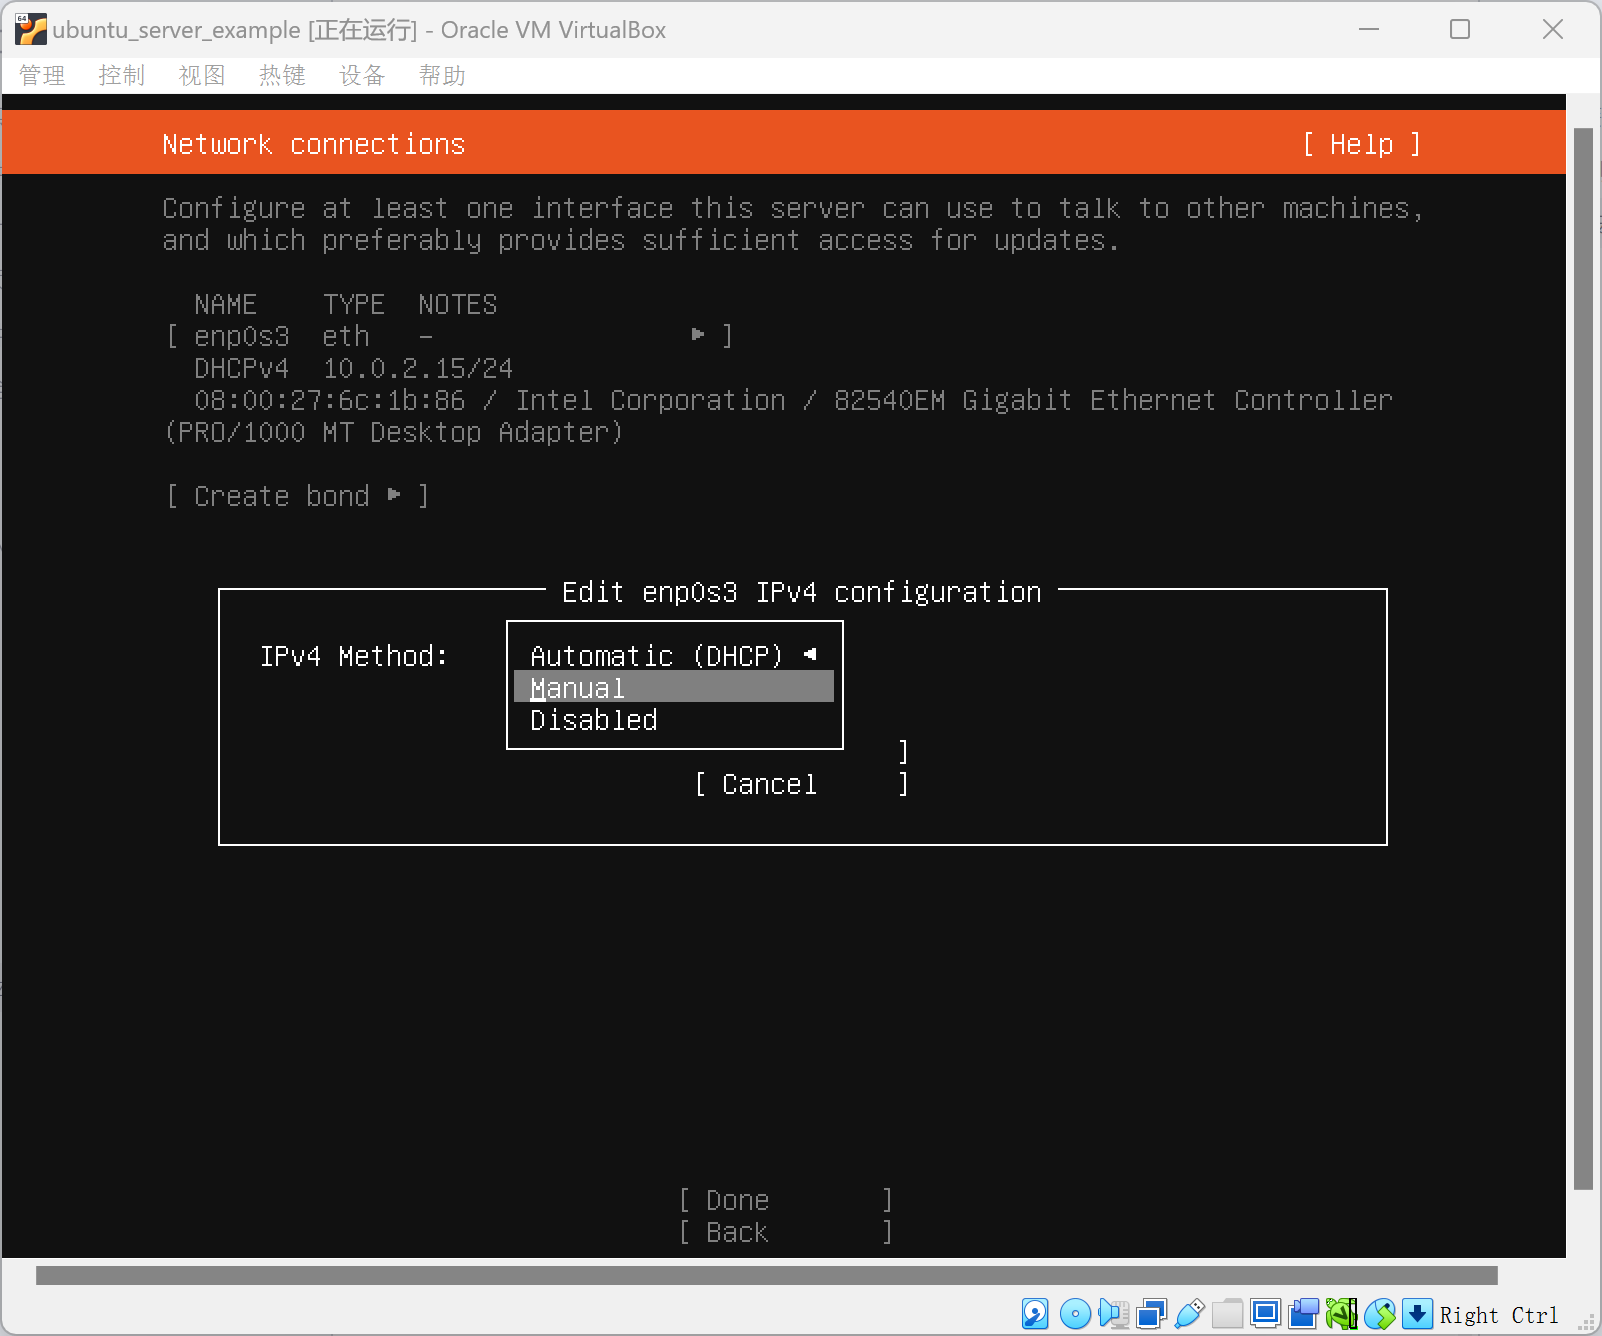 ubuntu_server_example [正在运行] - Oracle VM VirtualBox
管理 控制 视图 热键 设备 帮助
Network connections [ Help ]
Configure at least one interface this server can use to talk to other machines,
and which preferably provides sufficient access for updates.
NAME TYPE NOTES
[ enp0s3 eth - ▸ ]
DHCPv4 10.0.2.15/24
08:00:27:6c:1b:86 / Intel Corporation / 82540EM Gigabit Ethernet Controller
(PRO/1000 MT Desktop Adapter)
[ Create bond ▸ ]
Edit enp0s3 IPv4 configuration
IPv4 Method: Automatic (DHCP) ◂
Manual
Disabled
]
[ Cancel ]
[ Done ]
[ Back ]
Right Ctrl